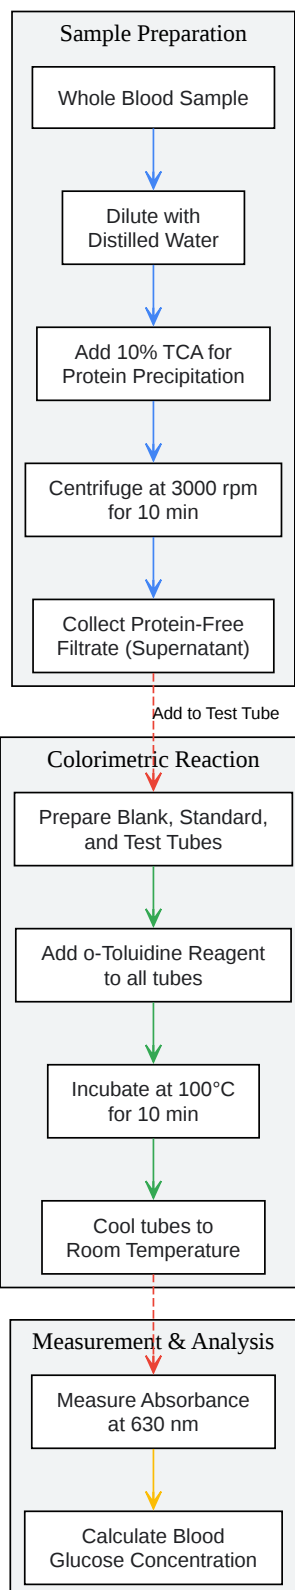 Sample Preparation
Whole Blood Sample
Dilute with
Distilled Water
Add 10% TCA for
Protein Precipitation
Centrifuge at 3000 rpm
for 10 min
Collect Protein-Free
Filtrate (Supernatant)
Add to Test Tube
Colorimetric Reaction
Prepare Blank, Standard,
and Test Tubes
Add o-Toluidine Reagent
to all tubes
Incubate at 100°C
for 10 min
Cool tubes to
Room Temperature
Measurement & Analysis
Measure Absorbance
at 630 nm
Calculate Blood
Glucose Concentration